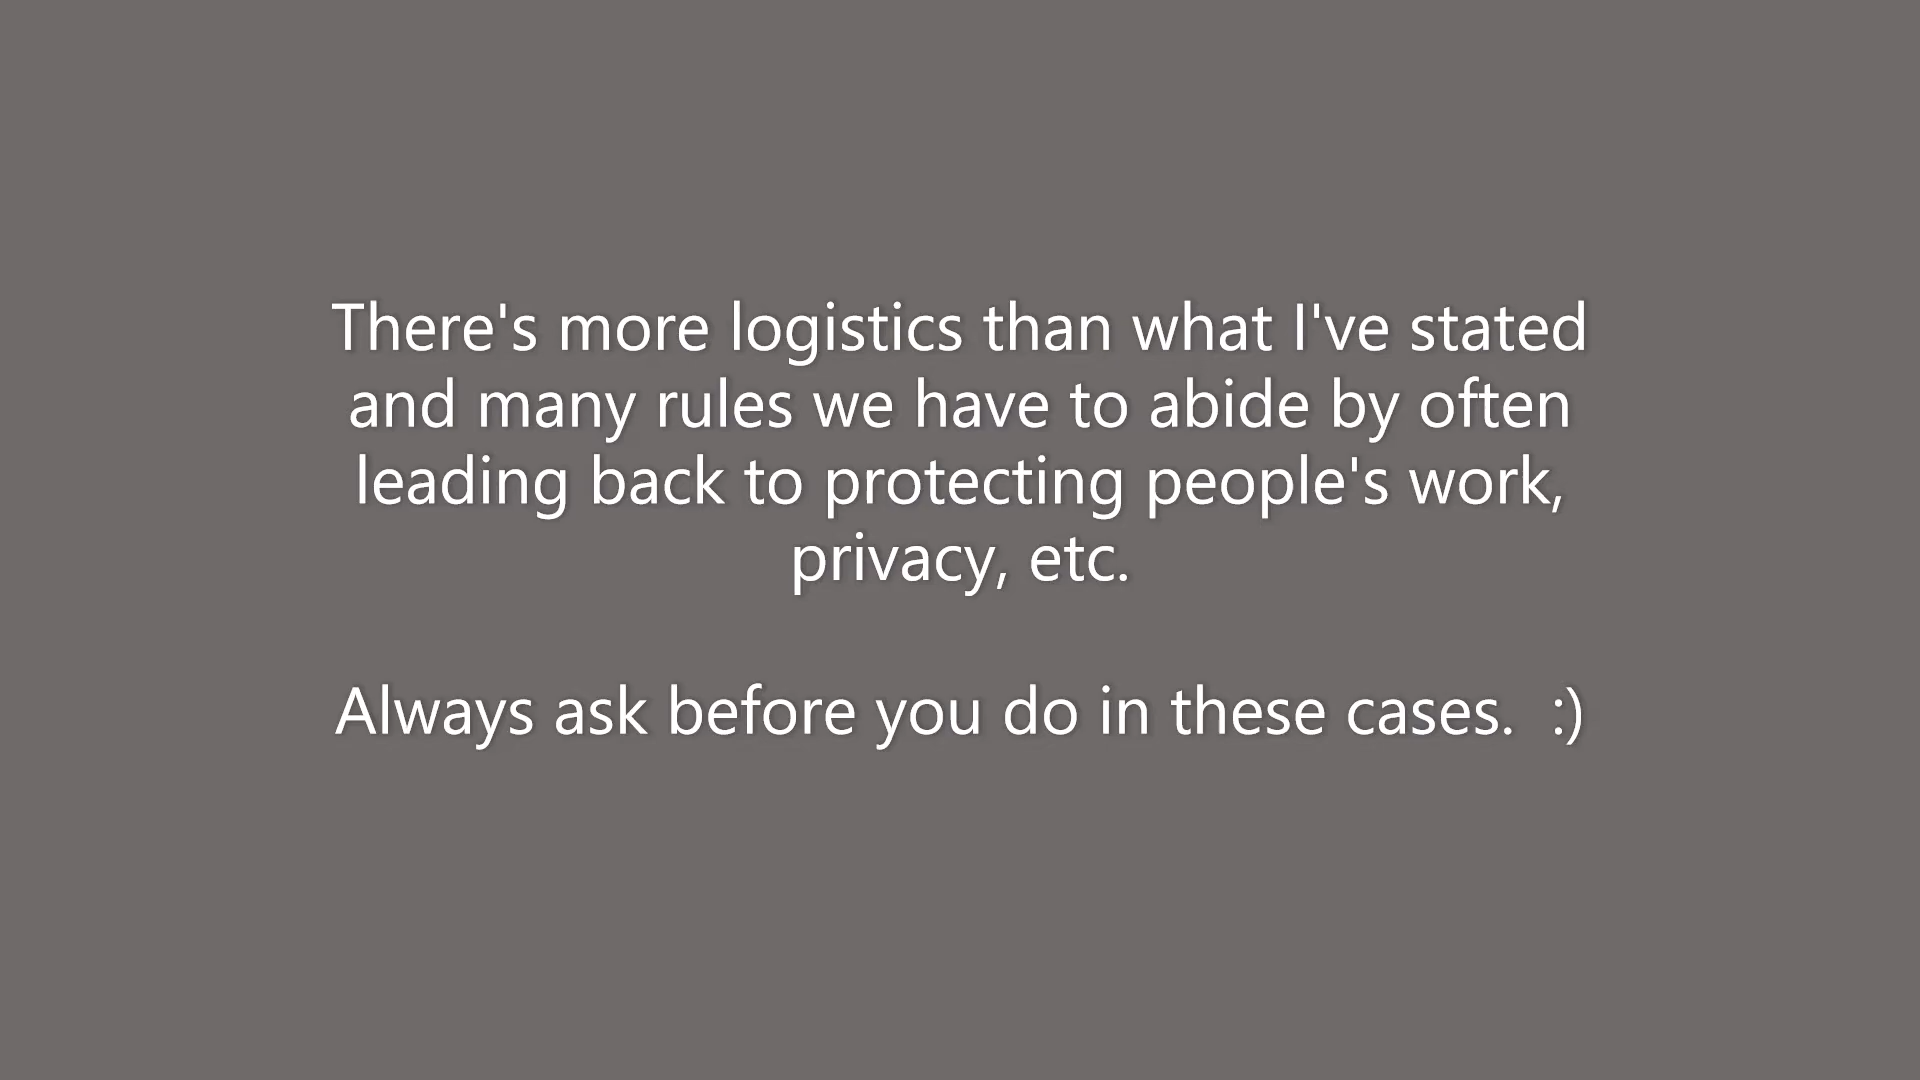 There's more logistics than what I've stated
and many rules we have to abide by often
leading back to protecting people's work,
privacy, etc.
Always ask before you do in these cases.  :)